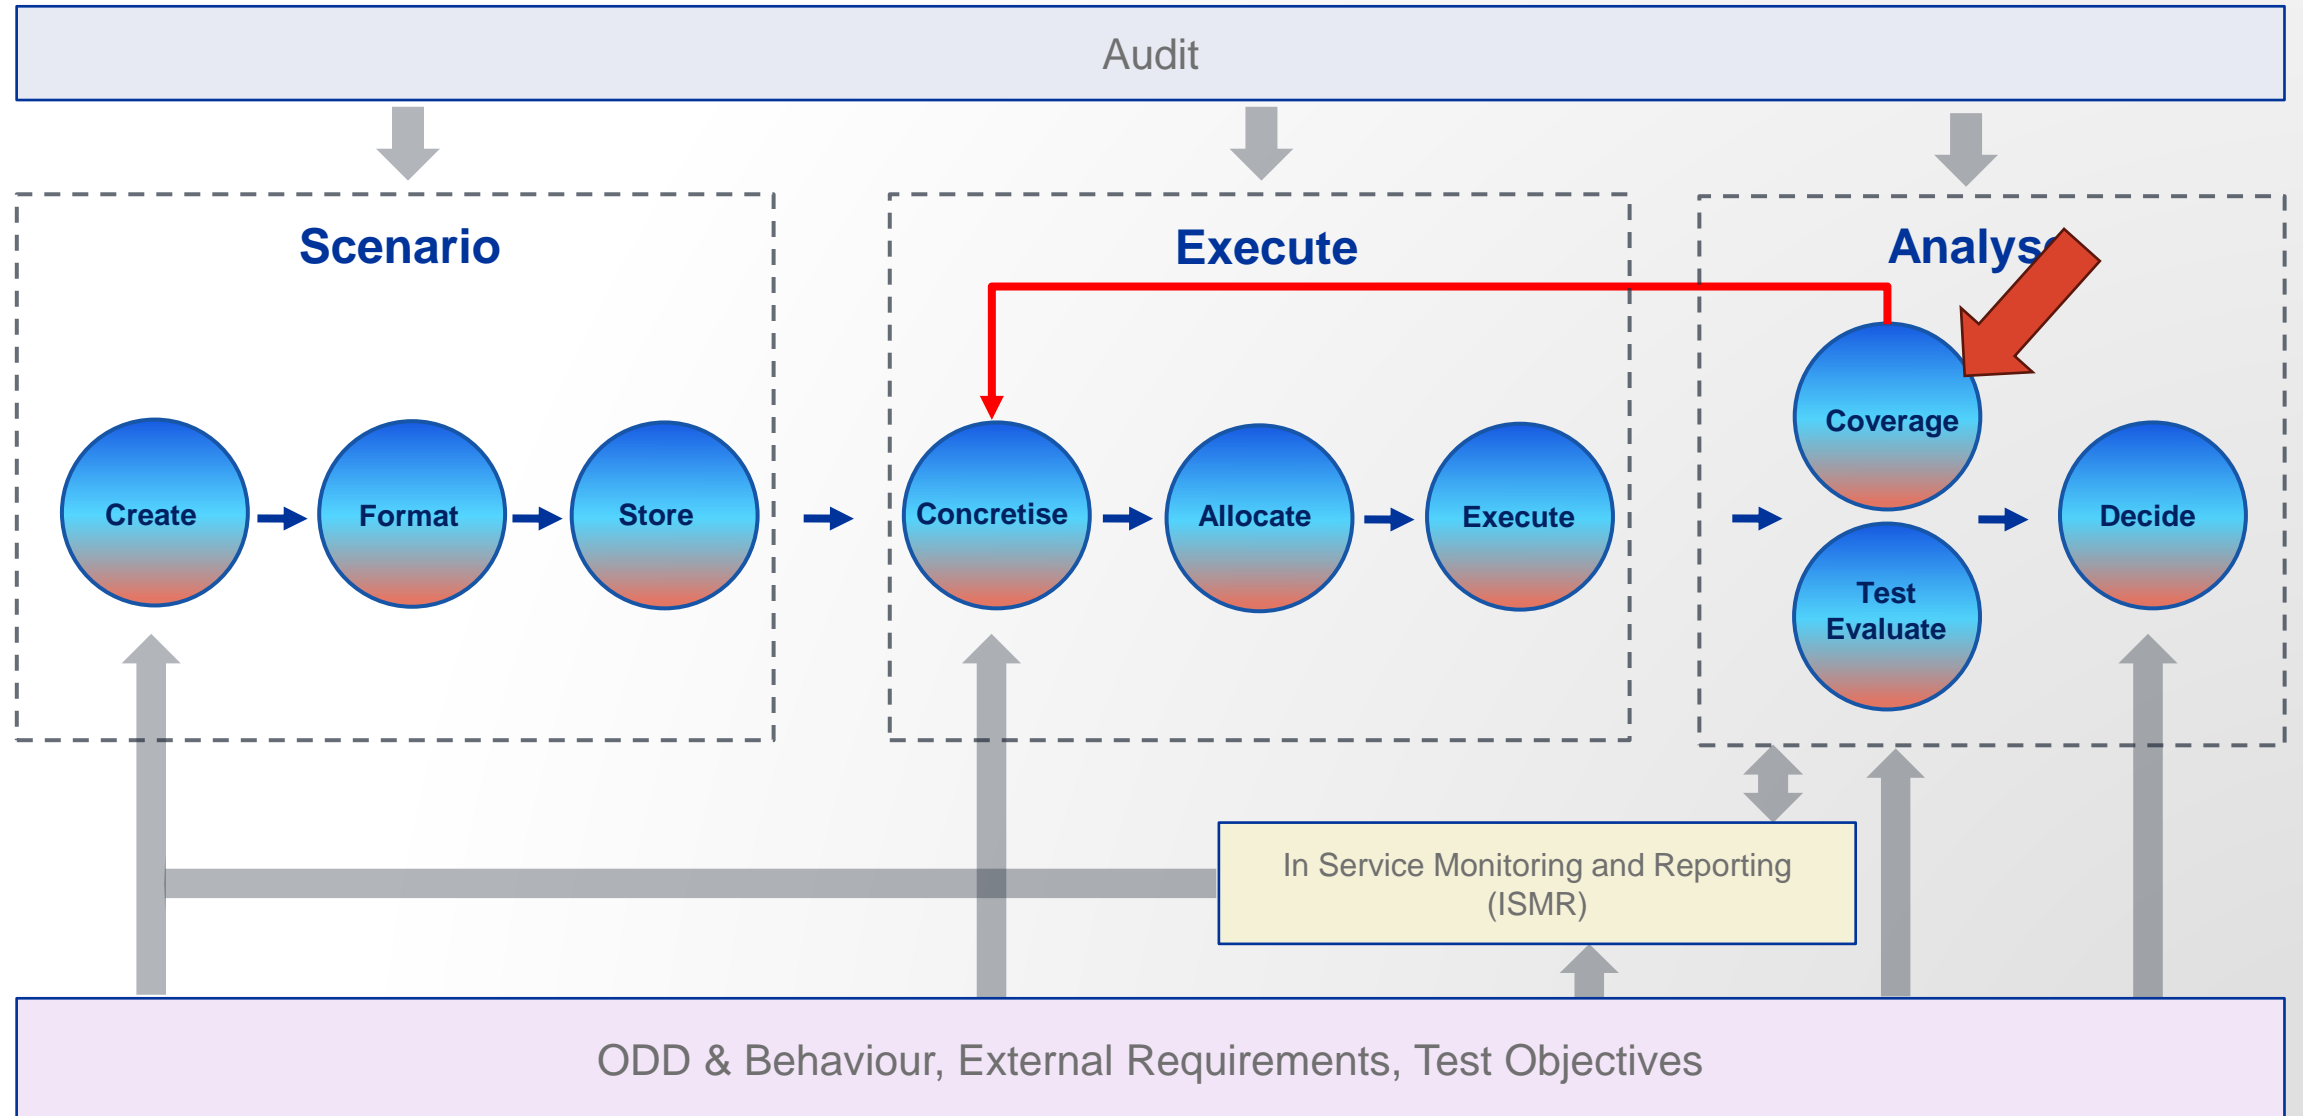 Audit
Scenario
Execute
Analys
Create
Format
Store
Concretise
Allocate
Execute
Coverage
Test
Evaluate
Decide
In Service Monitoring and Reporting
(ISMR)
ODD & Behaviour, External Requirements, Test Objectives